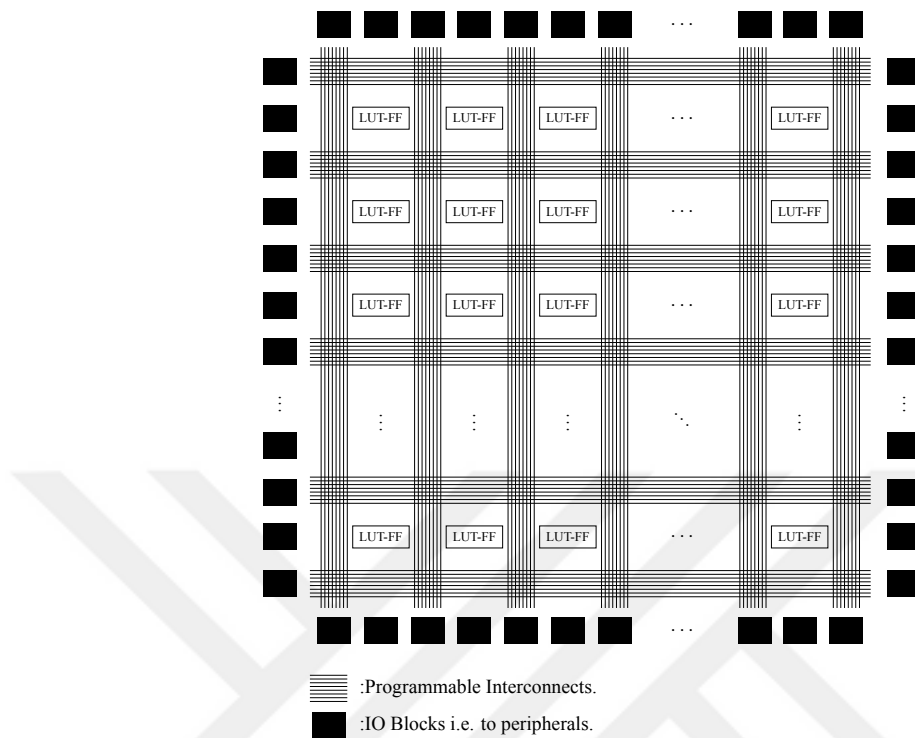 . . .
LUT-FF LUT-FF LUT-FF . . . LUT-FF
LUT-FF LUT-FF LUT-FF . . . LUT-FF
LUT-FF LUT-FF LUT-FF . . . LUT-FF
LUT-FF LUT-FF LUT-FF . . . LUT-FF
. . .
:Programmable Interconnects.
:IO Blocks i.e. to peripherals.